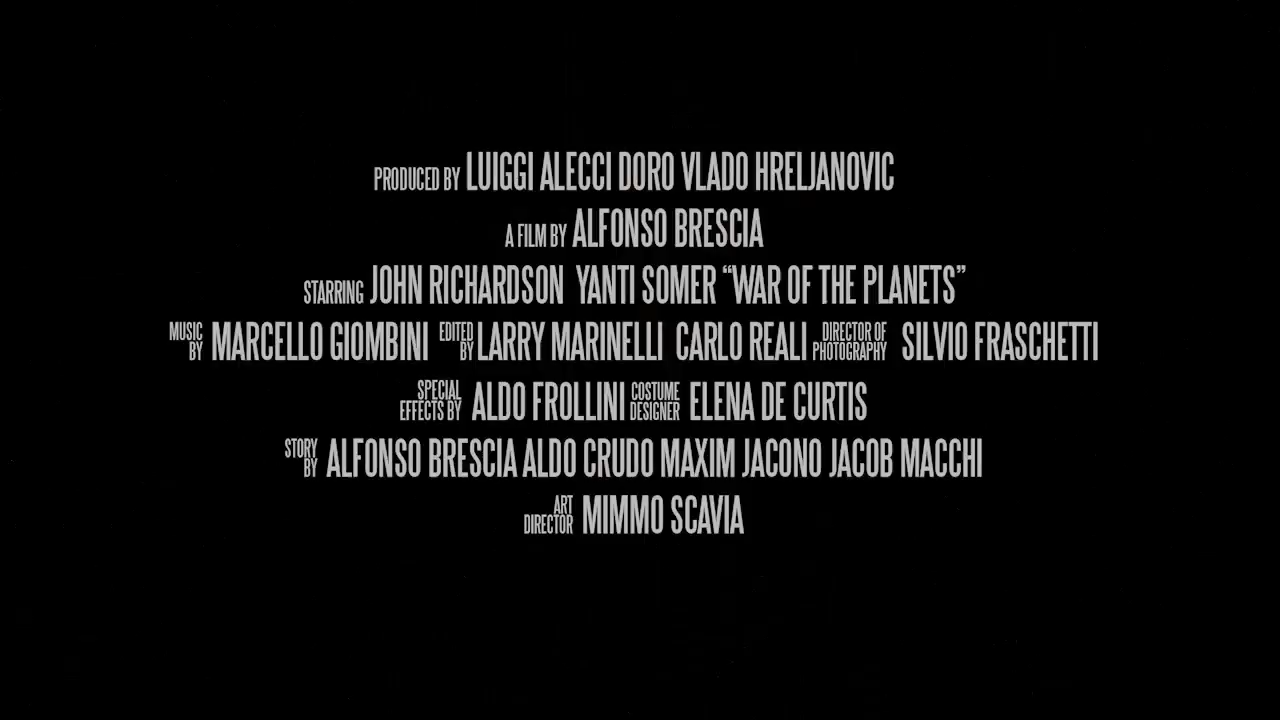 PRODUCED BY LUIGGI ALECCI DORO VLADO HRELJANOVIC
A FILM BY ALFONSO BRESCIA
STARRING JOHN RICHARDSON YANTI SOMER “WAR OF THE PLANETS”
MUSIC BY MARCELLO GIOMBINI EDITED BY LARRY MARINELLI CARLO REALI DIRECTOR OF PHOTOGRAPHY SILVIO FRASCHETTI
SPECIAL EFFECTS BY ALDO FROLLINI COSTUME DESIGNER ELENA DE CURTIS
STORY BY ALFONSO BRESCIA ALDO CRUDO MAXIM JACONO JACOB MACCHI
ART DIRECTOR MIMMO SCAVIA